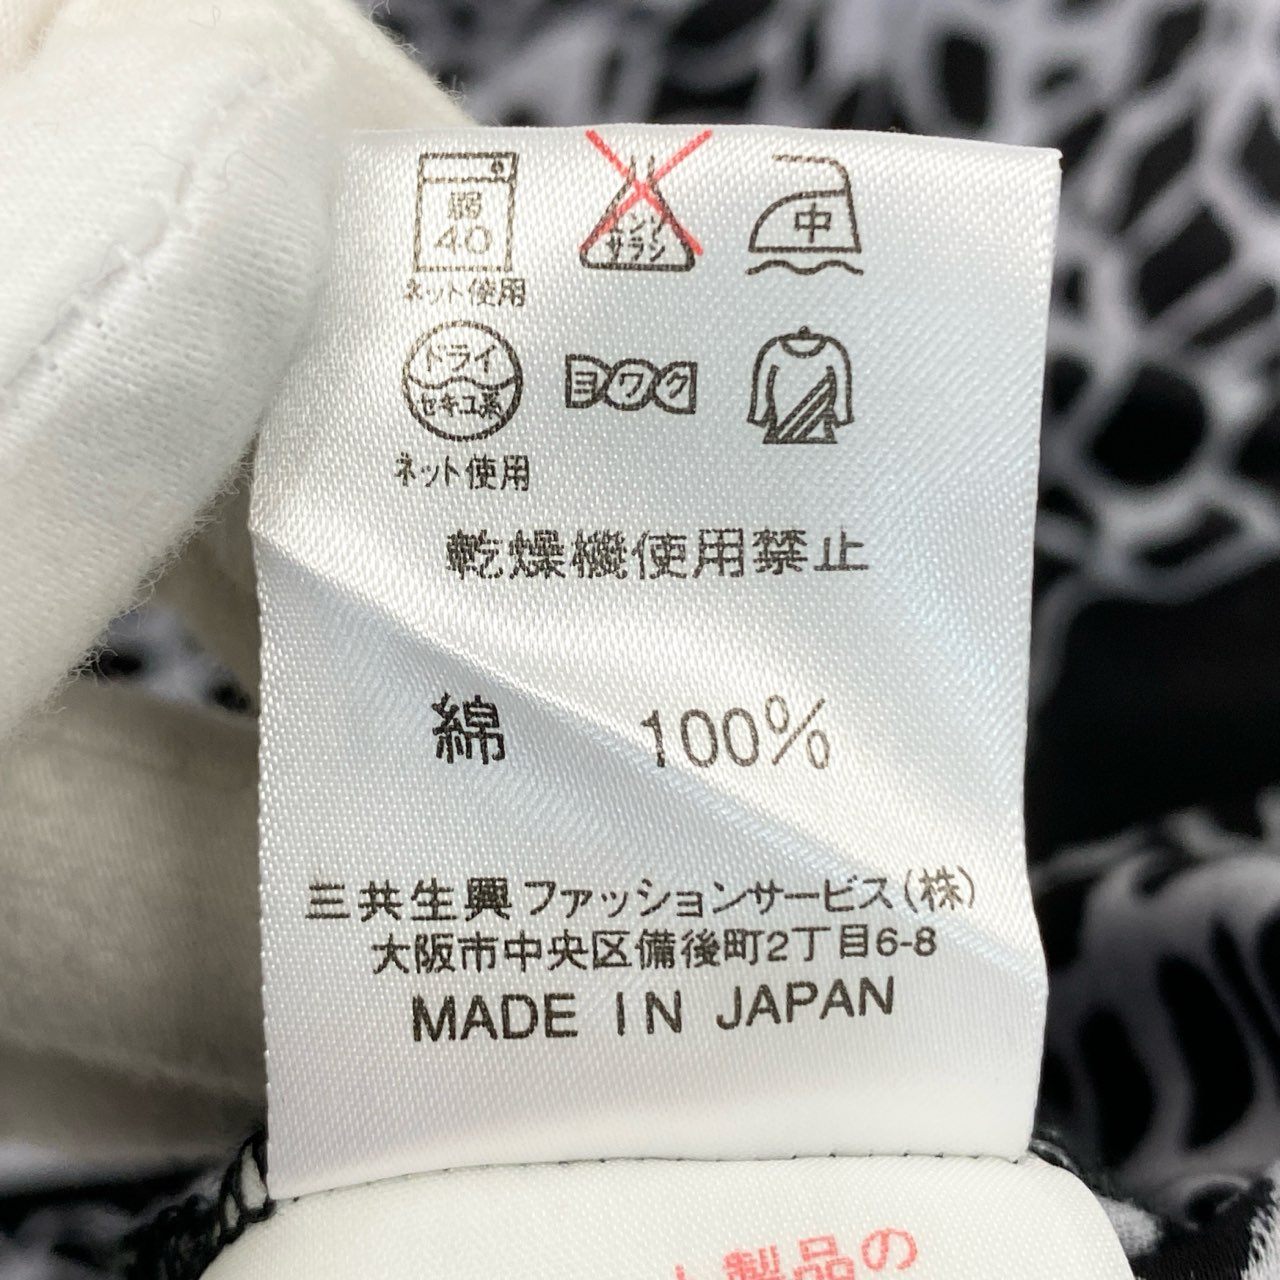 弱
40
ネット使用
エンソ
サラシ
中
ドライ
セキユ系
ネット使用
ヨワク
乾燥機使用禁止
綿 100%
三共生興ファッションサービス(株)
大阪市中央区備後町2丁目6-8
MADE IN JAPAN
製品の